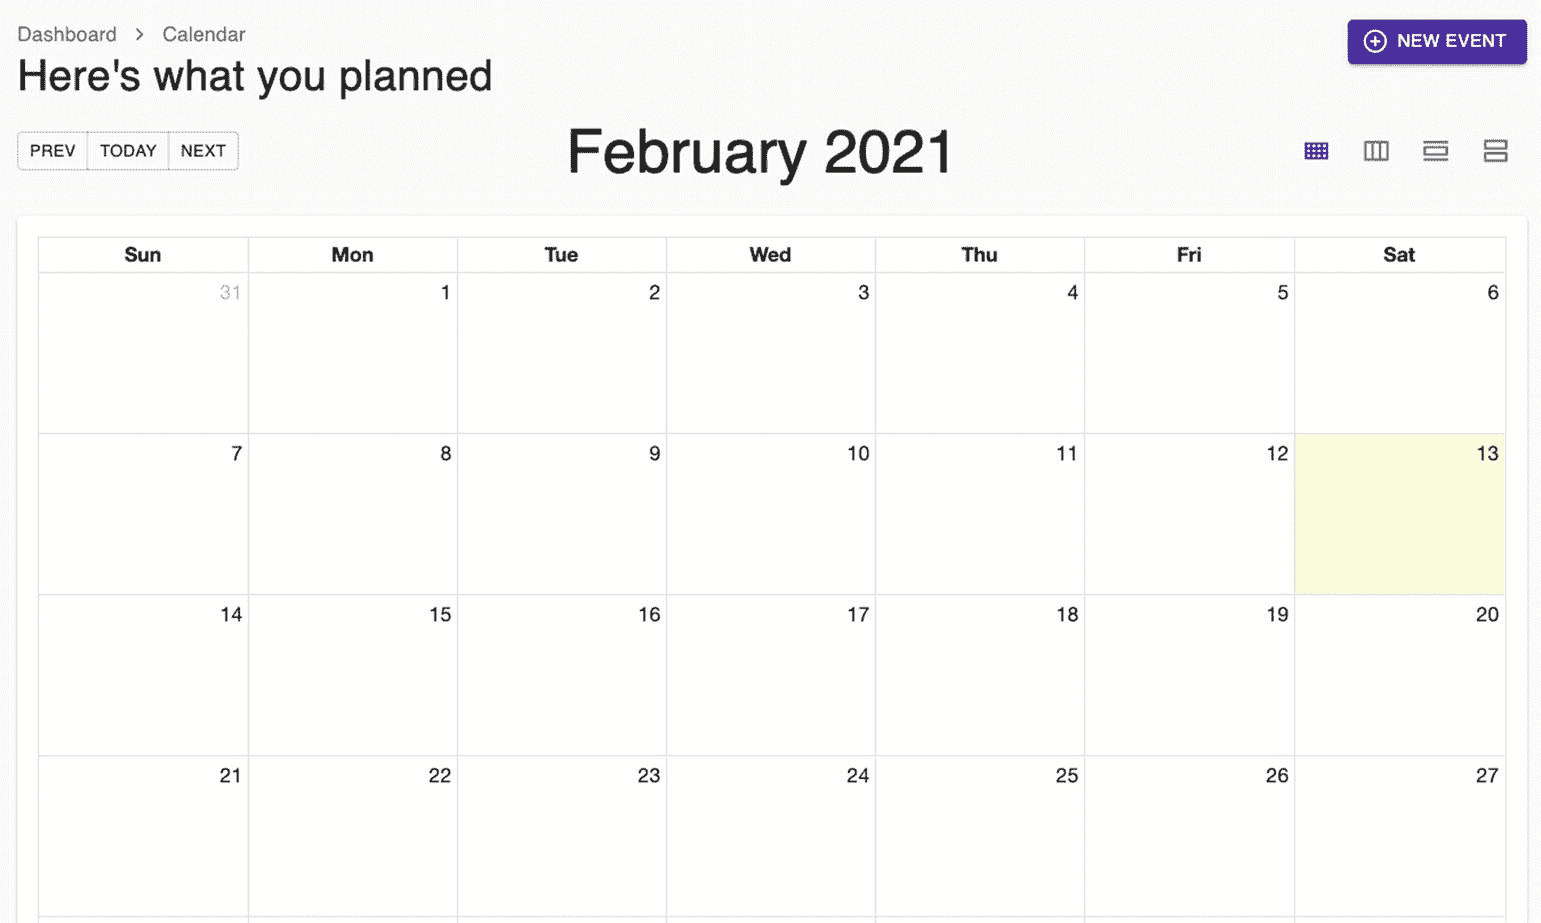 Dashboard > Calendar
NEW EVENT
Here's what you planned
PREV TODAY NEXT
February 2021
Sun Mon Tue Wed Thu Fri Sat
31 1 2 3 4 5 6
7 8 9 10 11 12 13
14 15 16 17 18 19 20
21 22 23 24 25 26 27